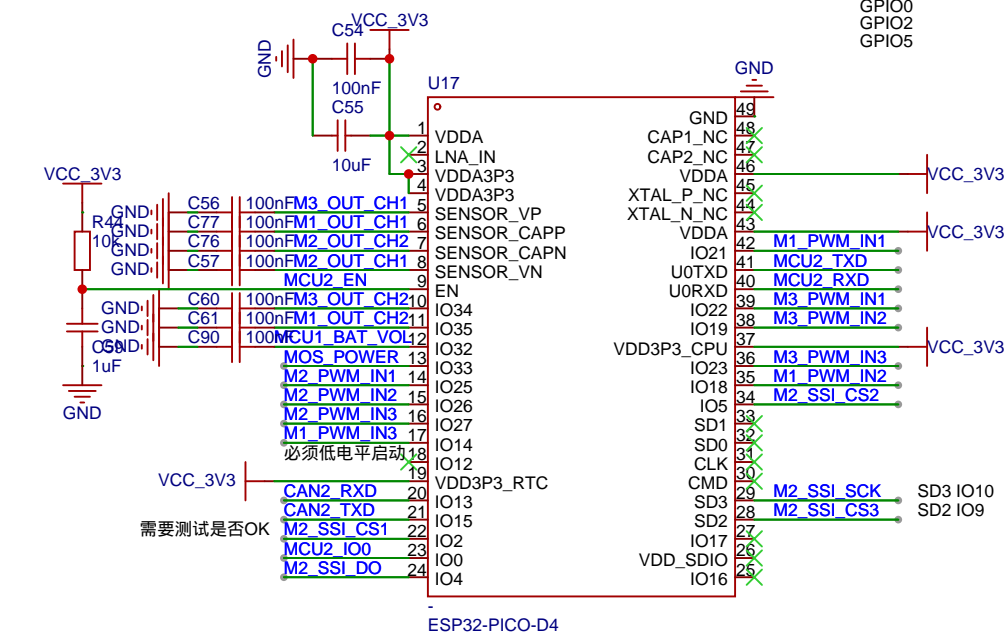 GPIO0
GPIO2
GPIO5
VCC_3V3
C54
GND
100nF
C55
10uF
U17
GND
VCC_3V3
R44
10k
C59
1uF
GND
GND C56 100nF M3_OUT_CH1
GND C77 100nF M1_OUT_CH1
GND C76 100nF M2_OUT_CH2
GND C57 100nF M2_OUT_CH1
MCU2_EN
GND C60 100nF M3_OUT_CH2
GND C61 100nF M1_OUT_CH2
GND C90 100nF MCU1_BAT_VOL
MOS_POWER
M2_PWM_IN1
M2_PWM_IN2
M2_PWM_IN3
M1_PWM_IN3
必须低电平启动
VCC_3V3
CAN2_RXD
CAN2_TXD
需要测试是否OK
M2_SSI_CS1
MCU2_IO0
M2_SSI_DO
1 VDDA
2 LNA_IN
3 VDDA3P3
4 VDDA3P3
5 SENSOR_VP
6 SENSOR_CAPP
7 SENSOR_CAPN
8 SENSOR_VN
9 EN
10 IO34
11 IO35
12 IO32
13 IO33
14 IO25
15 IO26
16 IO27
17 IO14
18 IO12
19 VDD3P3_RTC
20 IO13
21 IO15
22 IO2
23 IO0
24 IO4
GND 49
CAP1_NC 48
CAP2_NC 47
VDDA 46 VCC_3V3
XTAL_P_NC 45
XTAL_N_NC 44
VDDA 43 VCC_3V3
IO21 42 M1_PWM_IN1
U0TXD 41 MCU2_TXD
U0RXD 40 MCU2_RXD
IO22 39 M3_PWM_IN1
IO19 38 M3_PWM_IN2
VDD3P3_CPU 37 VCC_3V3
IO23 36 M3_PWM_IN3
IO18 35 M1_PWM_IN2
IO5 34 M2_SSI_CS2
SD1 33
SD0 32
CLK 31
CMD 30
SD3 29 M2_SSI_SCK SD3 IO10
SD2 28 M2_SSI_CS3 SD2 IO9
IO17 27
VDD_SDIO 26
IO16 25
-
ESP32-PICO-D4